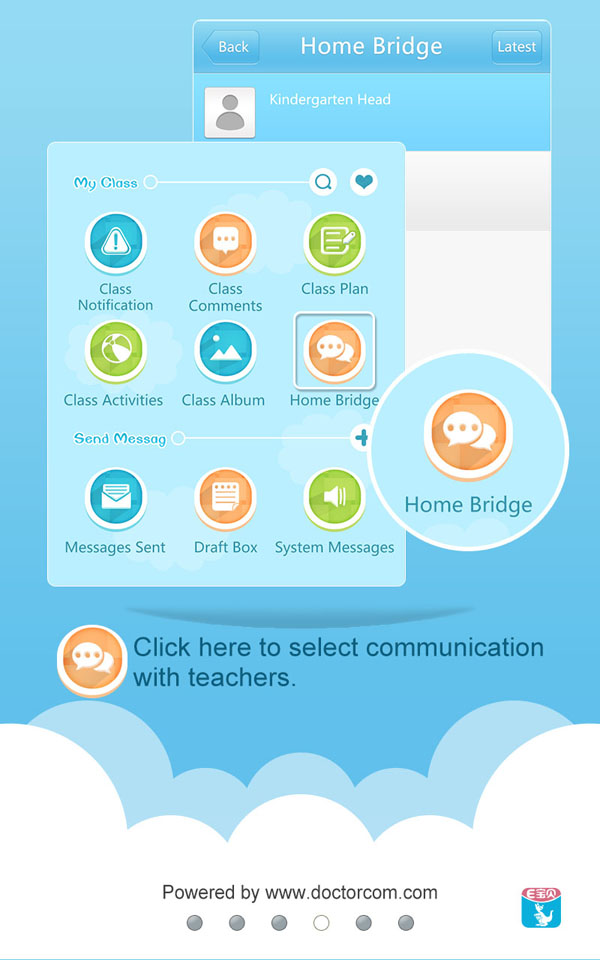 Back
Home Bridge
Latest
Kindergarten Head
My Class
Class
Notification
Class
Comments
Class Plan
Class Activities
Class Album
Home Bridge
Send Messag
Home Bridge
Messages Sent
Draft Box
System Messages
Click here to select communication
with teachers.
Powered by www.doctorcom.com
E宝贝